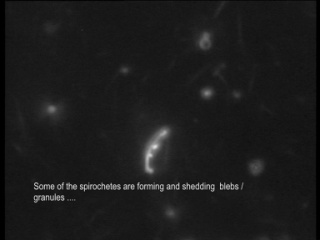 Some of the spirochetes are forming and shedding  blebs /
granules ....